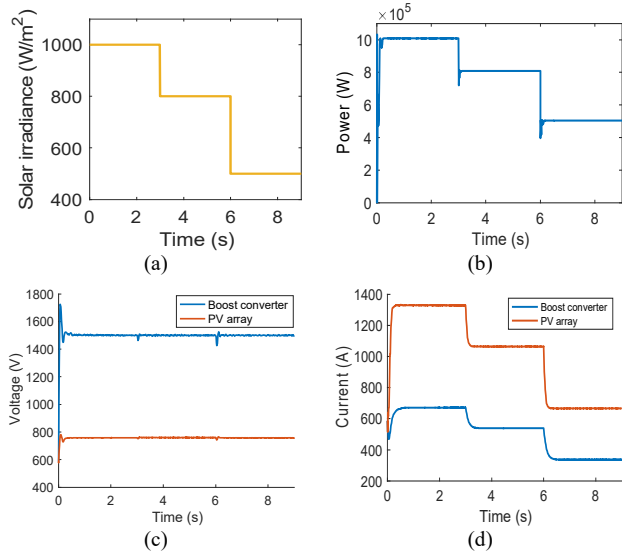 Solar irradiance (W/m²)
1000
800
600
400
0 2 4 6 8
Time (s)
(a)
×10⁵
Power (W)
10
8
6
4
2
0
0 2 4 6 8
Time (s)
(b)
Voltage (V)
1800
1600
1400
1200
1000
800
600
400
0 2 4 6 8
Time (s)
Boost converter
PV array
(c)
Current (A)
1400
1200
1000
800
600
400
200
0 2 4 6 8
Time (s)
Boost converter
PV array
(d)